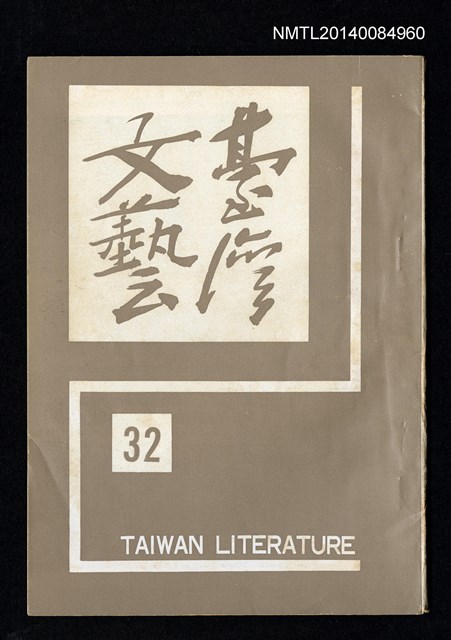 NMTL20140084960
臺灣
文藝
32
TAIWAN LITERATURE